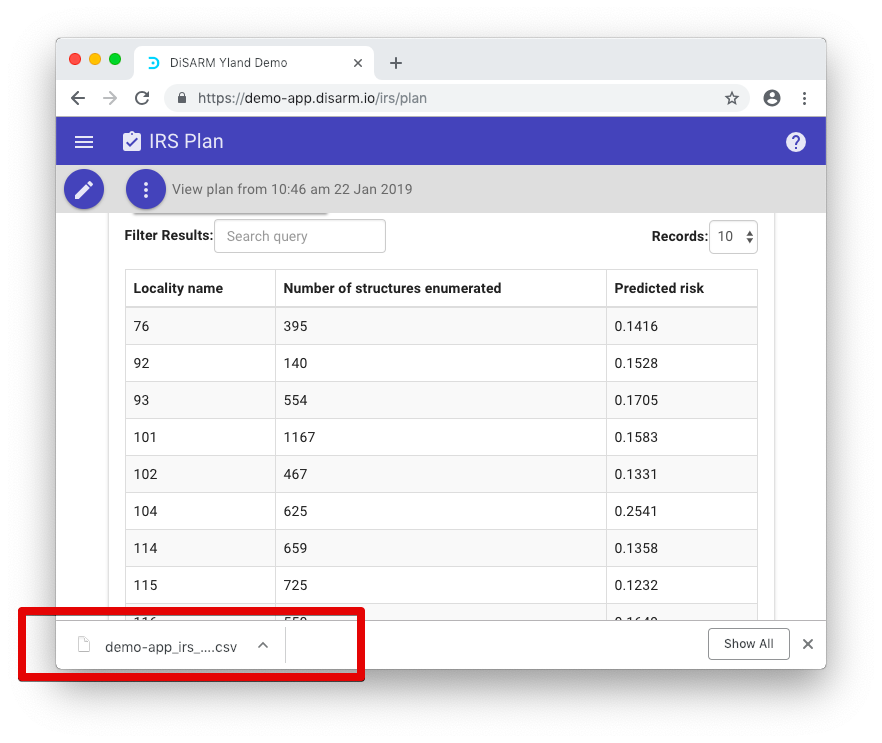 DiSARM Yland Demo
https://demo-app.disarm.io/irs/plan
IRS Plan
View plan from 10:46 am 22 Jan 2019
Filter Results: Search query Records: 10
Locality name Number of structures enumerated Predicted risk
76 395 0.1416
92 140 0.1528
93 554 0.1705
101 1167 0.1583
102 467 0.1331
104 625 0.2541
114 659 0.1358
115 725 0.1232
demo-app_irs_....csv Show All